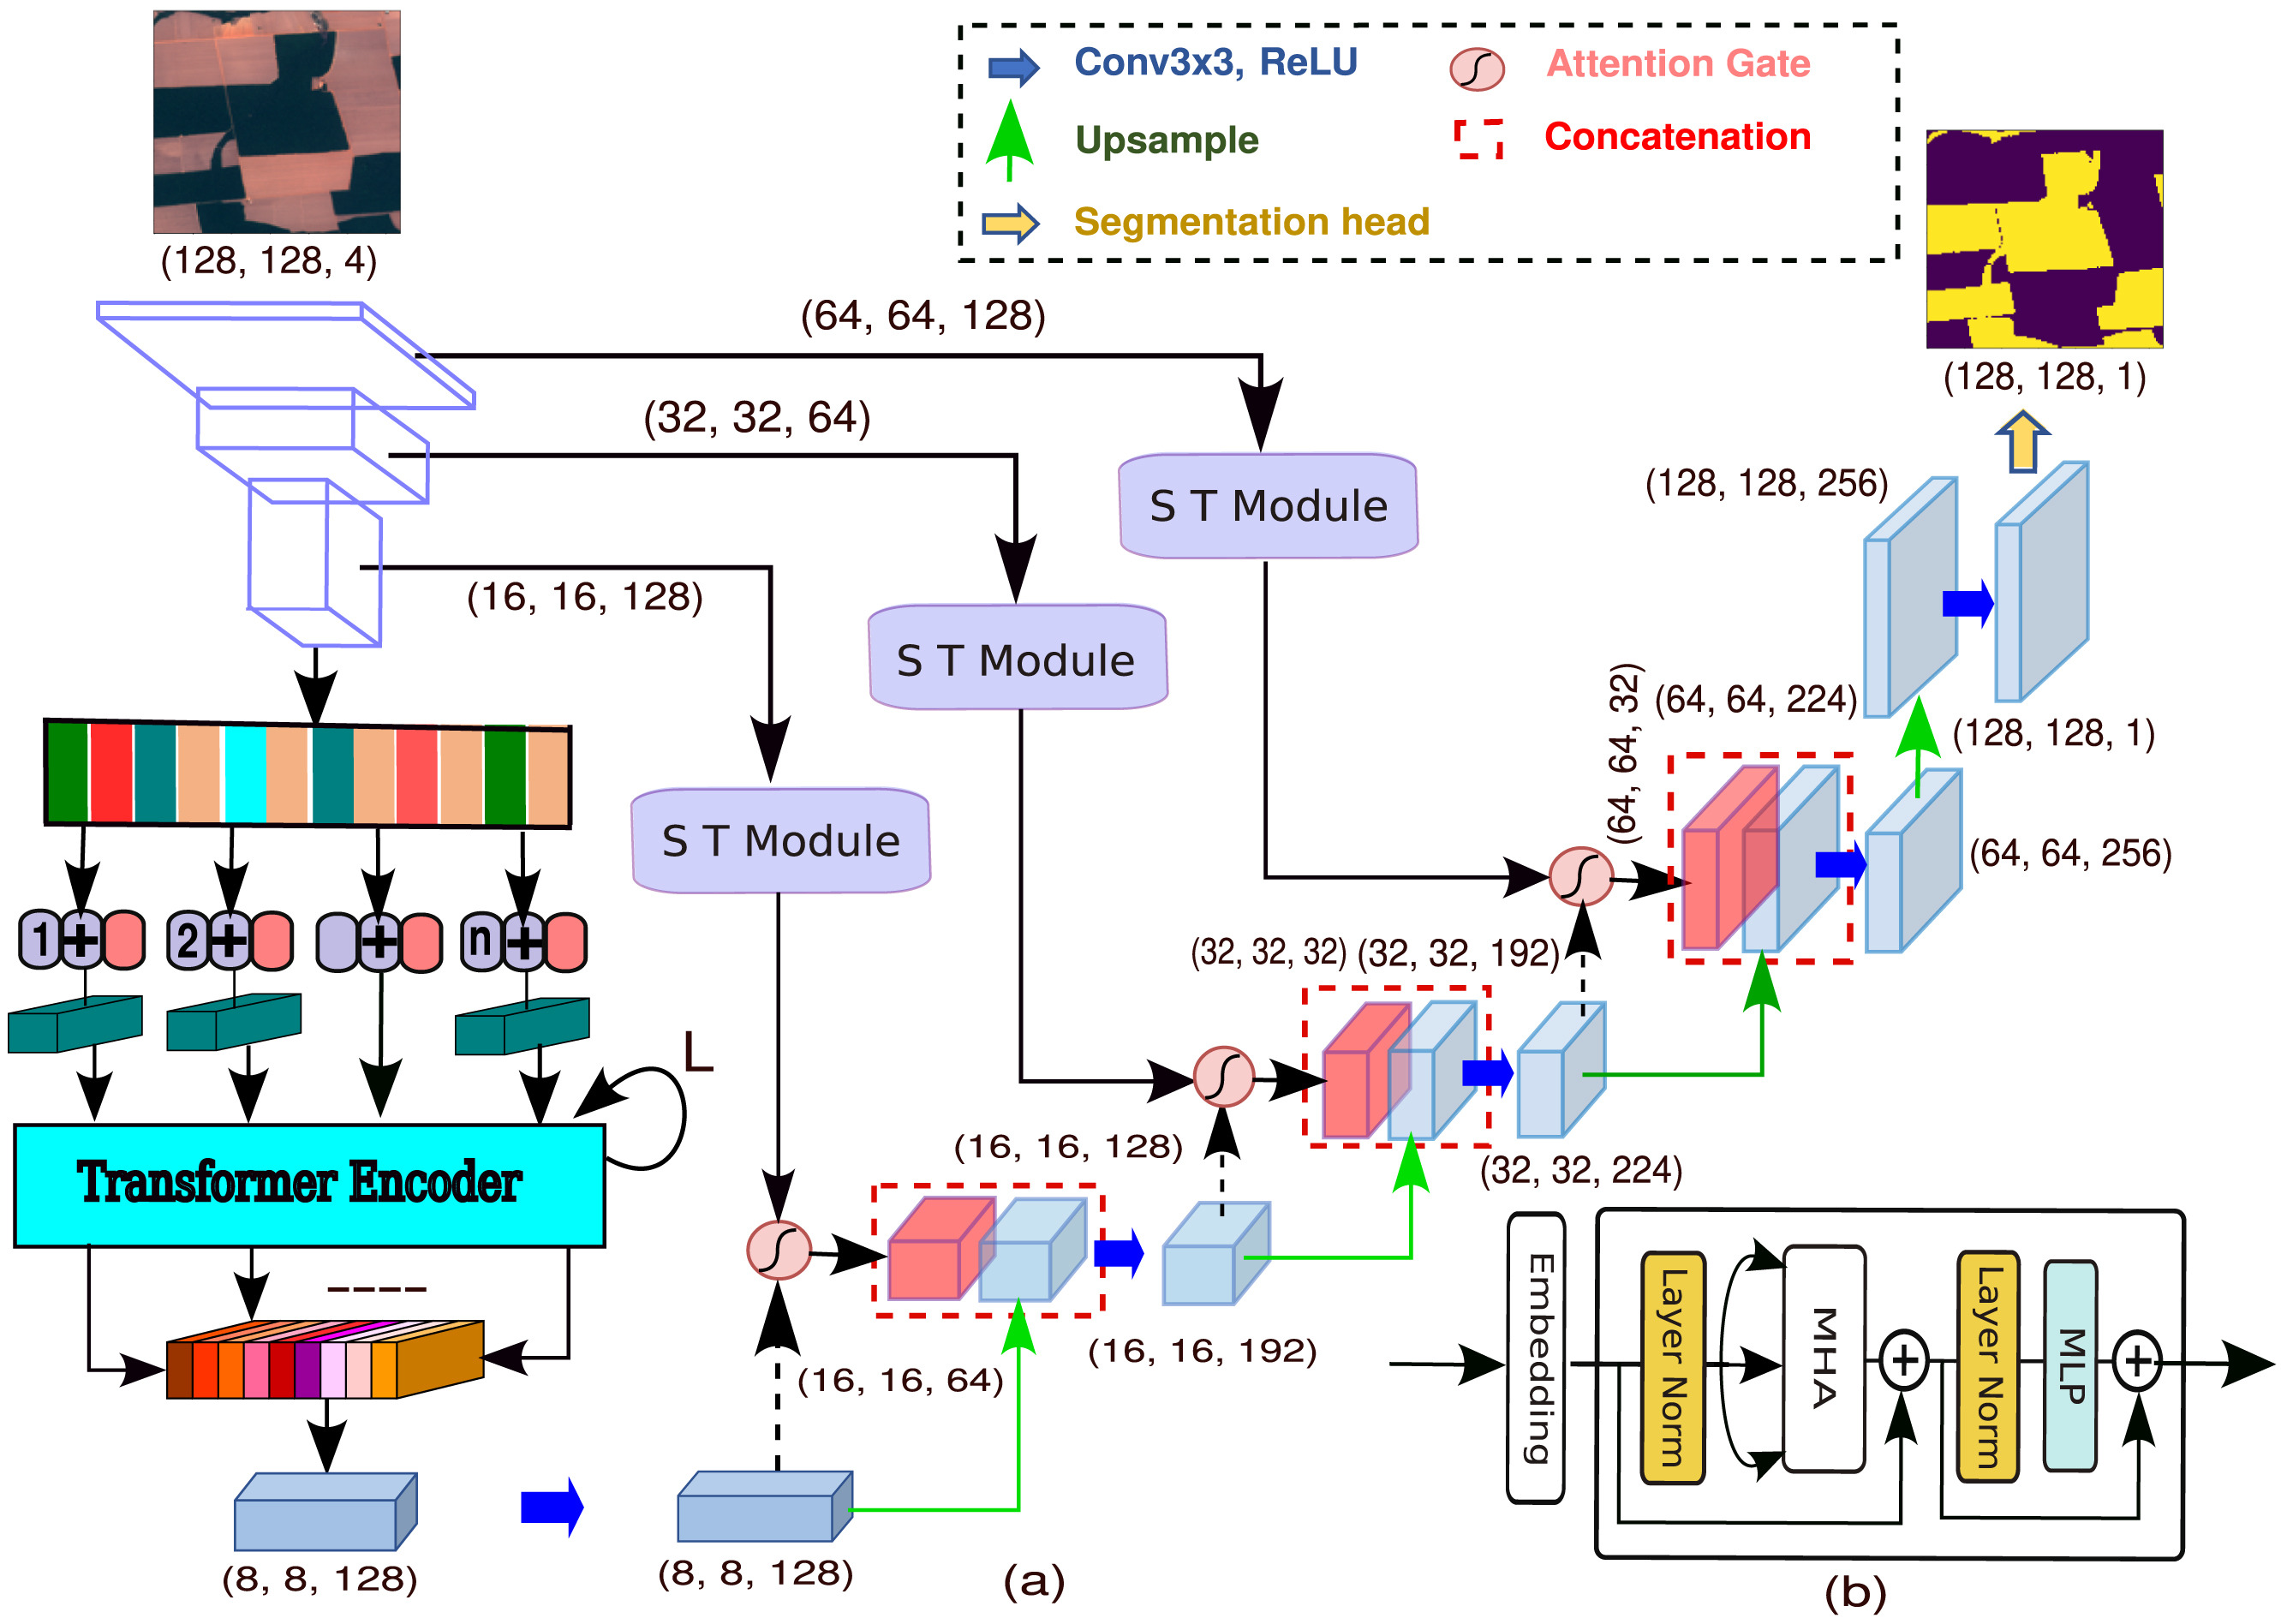 Conv3x3, ReLU
Attention Gate
Upsample
Concatenation
Segmentation head
(128, 128, 4)
(64, 64, 128)
(32, 32, 64)
(16, 16, 128)
S T Module
S T Module
S T Module
(128, 128, 1)
(128, 128, 256)
(128, 128, 1)
(64, 64, 32)
(64, 64, 224)
(64, 64, 256)
1 +
2 +
+
n +
(32, 32, 32)
(32, 32, 192)
L
Transformer Encoder
(16, 16, 128)
(32, 32, 224)
(16, 16, 64)
(16, 16, 192)
(8, 8, 128)
(8, 8, 128)
(a)
Embedding
Layer Norm
MHA
+
Layer Norm
MLP
+
(b)